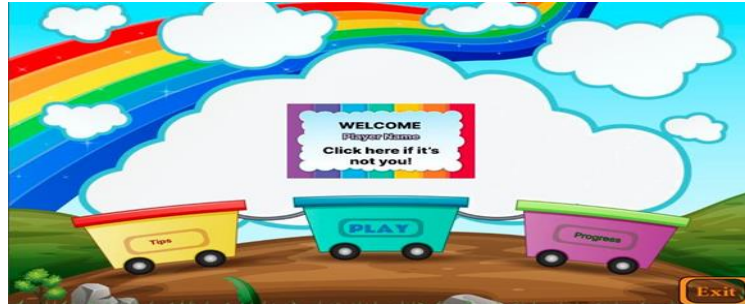 WELCOME
Player Name
Click here if it's
not you!
Tips
PLAY
Progress
Exit